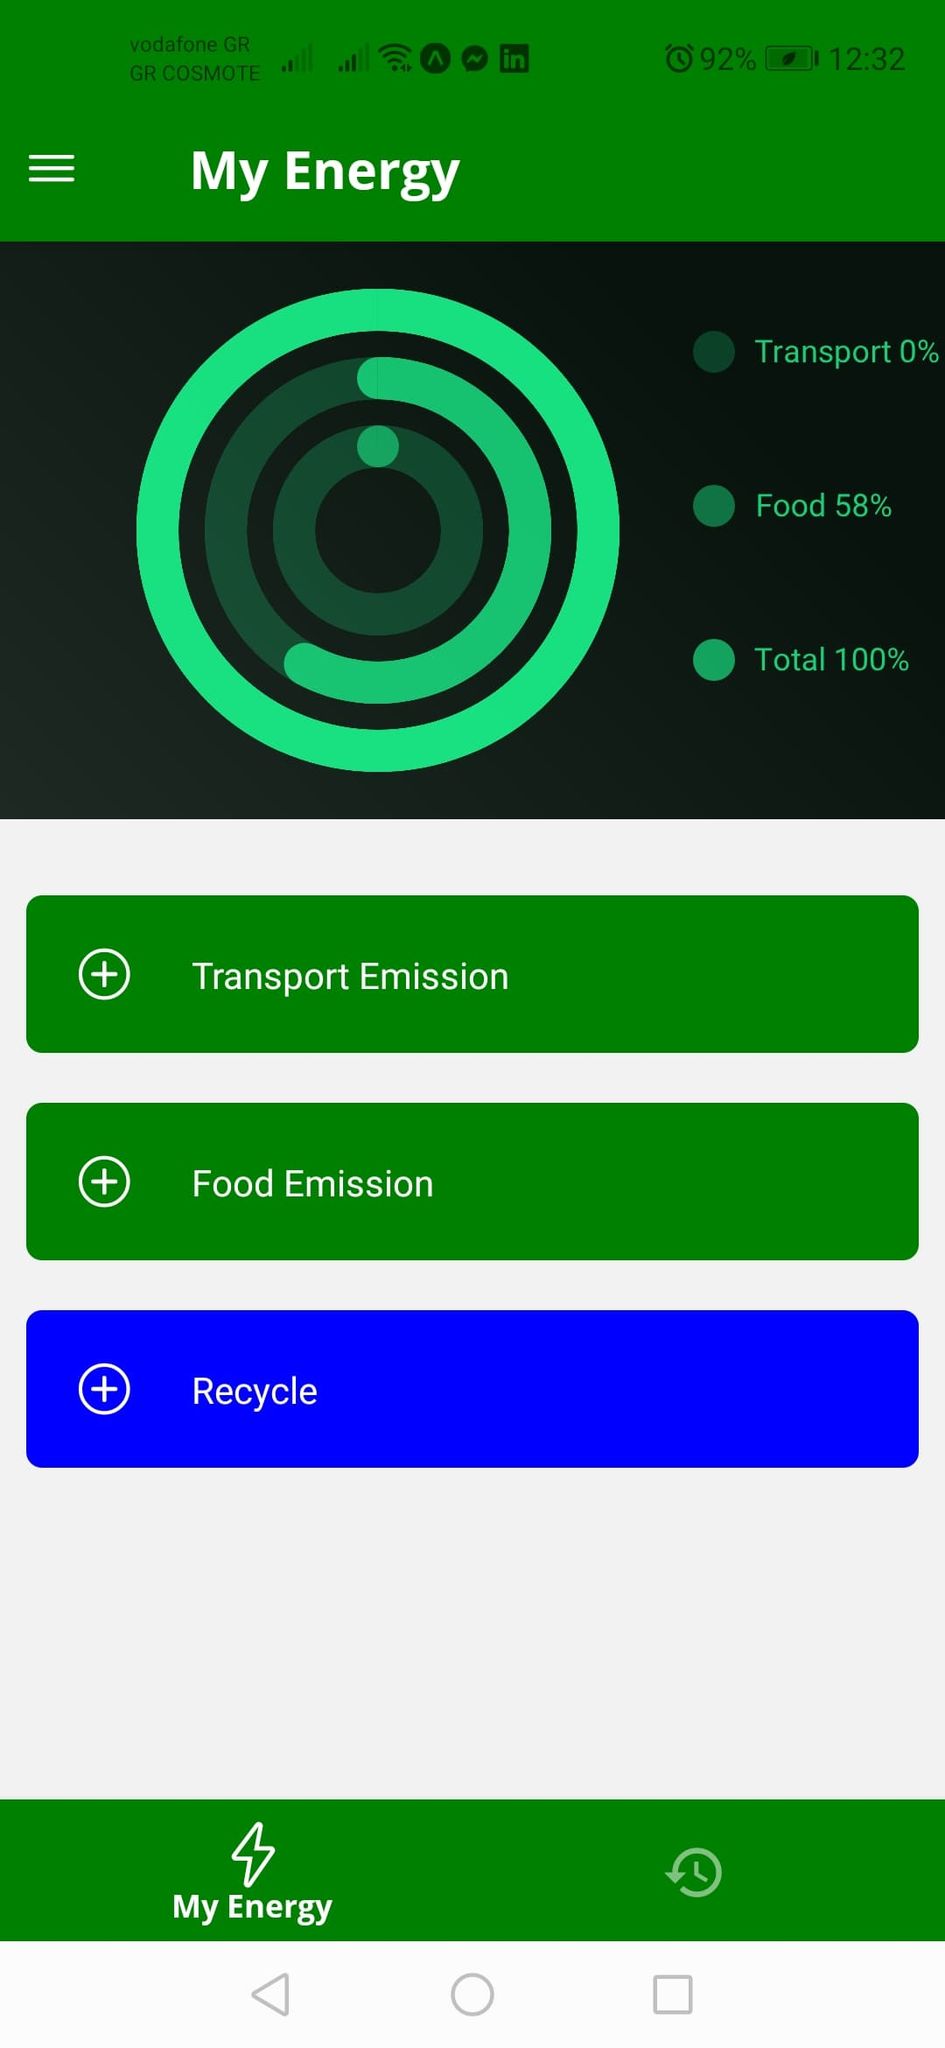 vodafone GR
GR COSMOTE
92% 12:32
My Energy
Transport 0%
Food 58%
Total 100%
Transport Emission
Food Emission
Recycle
My Energy